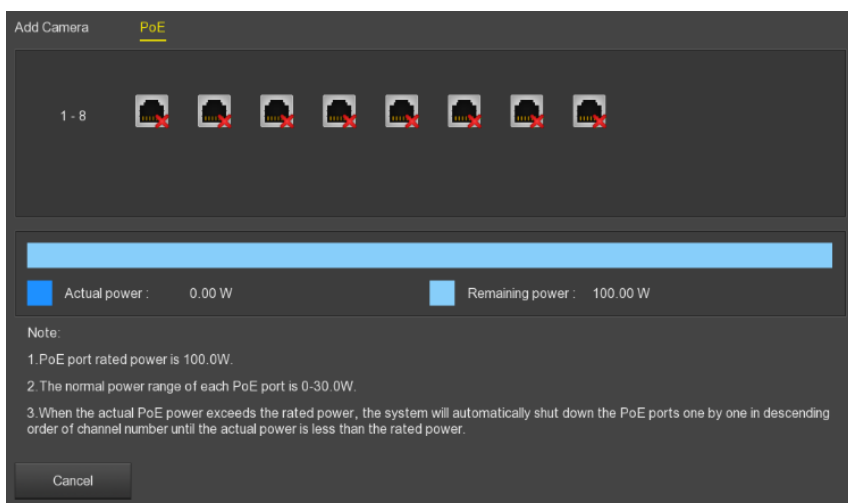 Add Camera PoE
1 - 8
Actual power : 0.00 W Remaining power : 100.00 W
Note:
1.PoE port rated power is 100.0W.
2.The normal power range of each PoE port is 0-30.0W.
3.When the actual PoE power exceeds the rated power, the system will automatically shut down the PoE ports one by one in descending
order of channel number until the actual power is less than the rated power.
Cancel